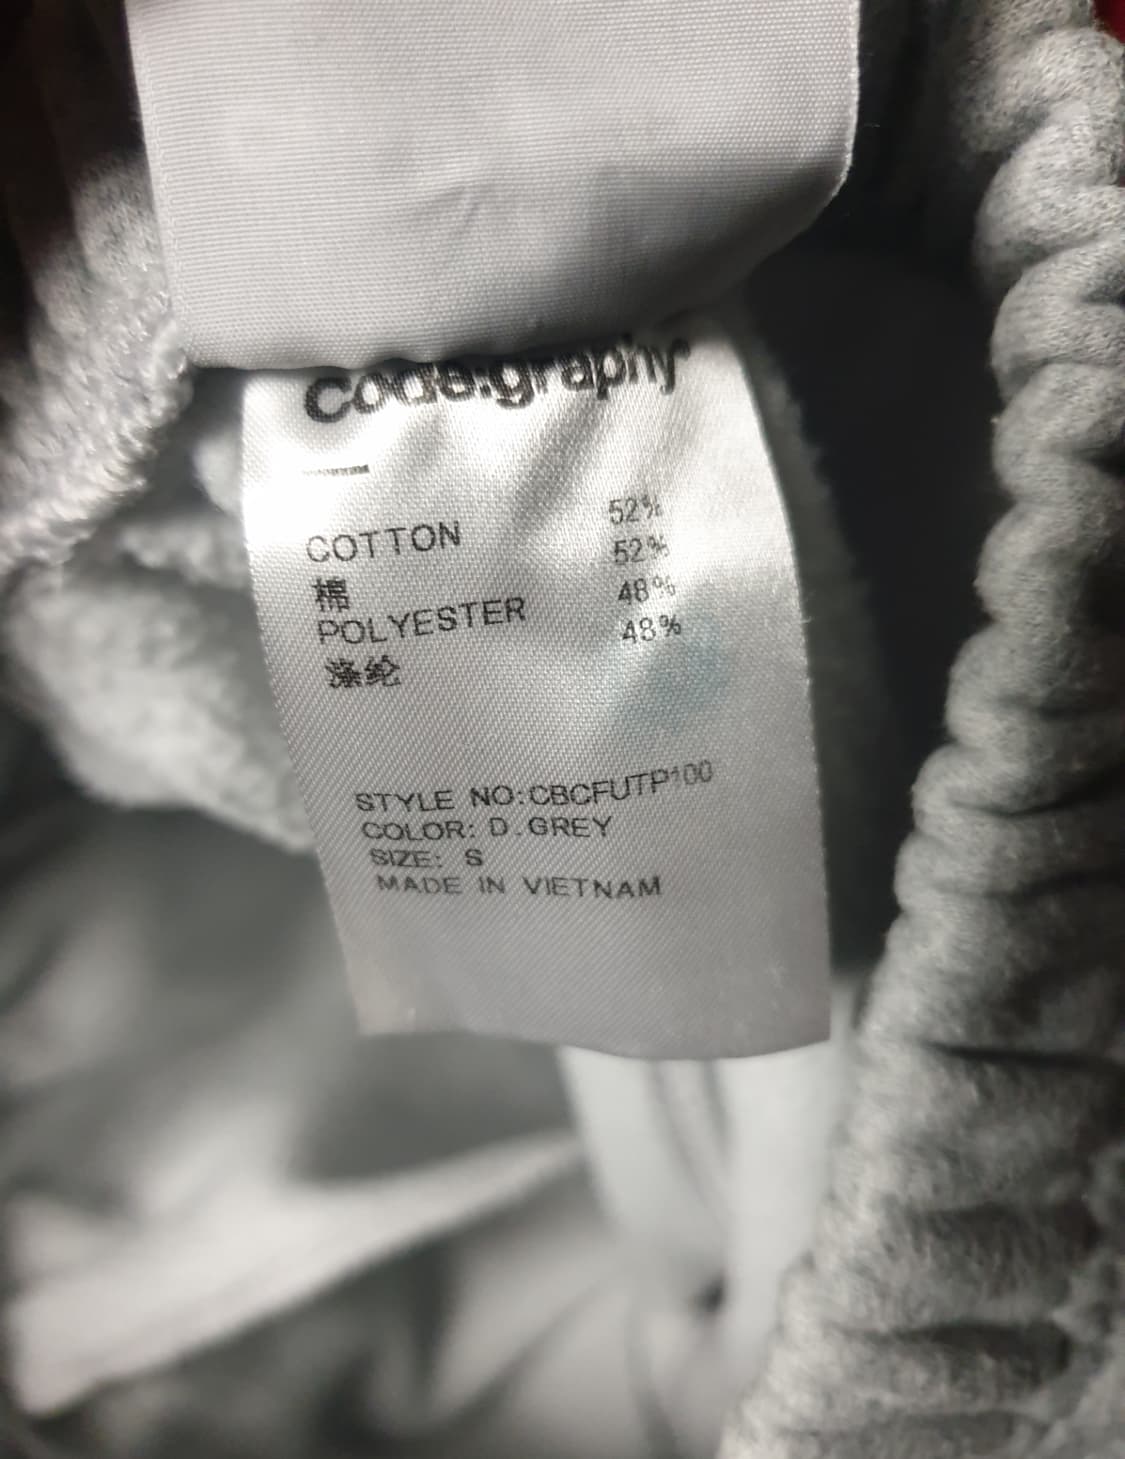 code:graphy
COTTON 52%
棉 52%
POLYESTER 48%
涤纶 48%
STYLE NO:CBCFUTP100
COLOR: D.GREY
SIZE: S
MADE IN VIETNAM